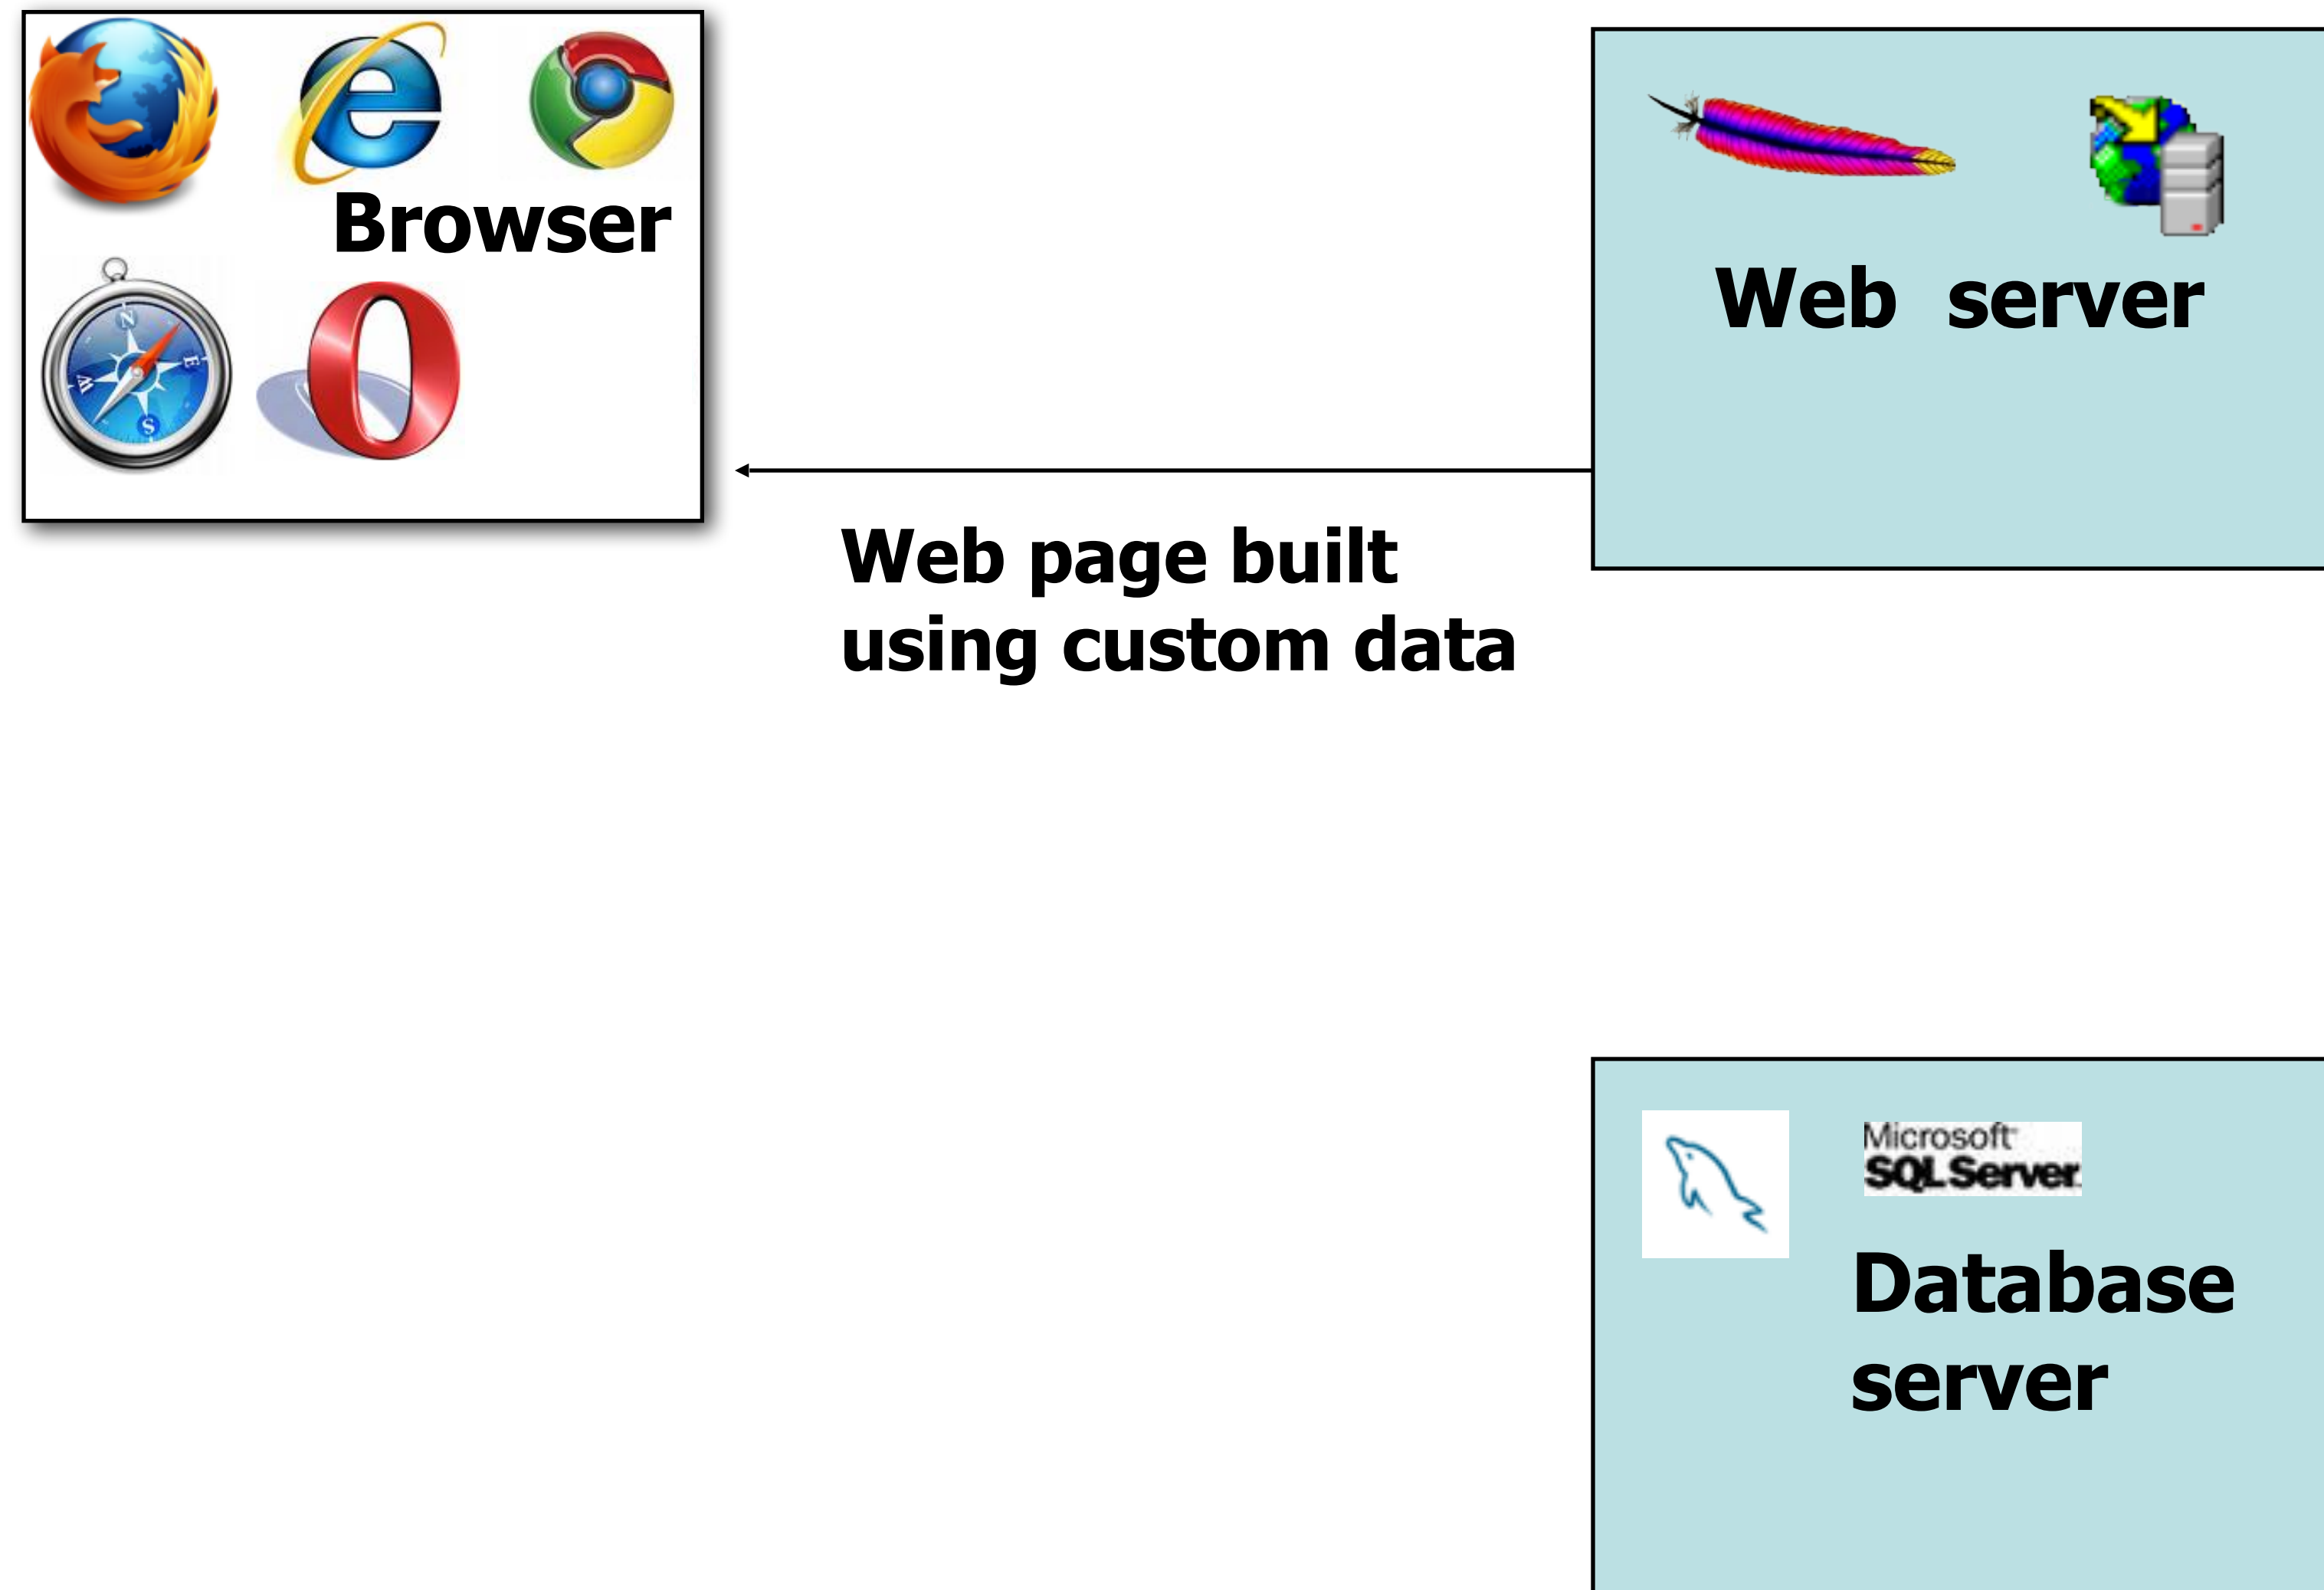 Browser
Web server
Web page built
using custom data
Microsoft
SQL Server
Database
server
N
E
S
W